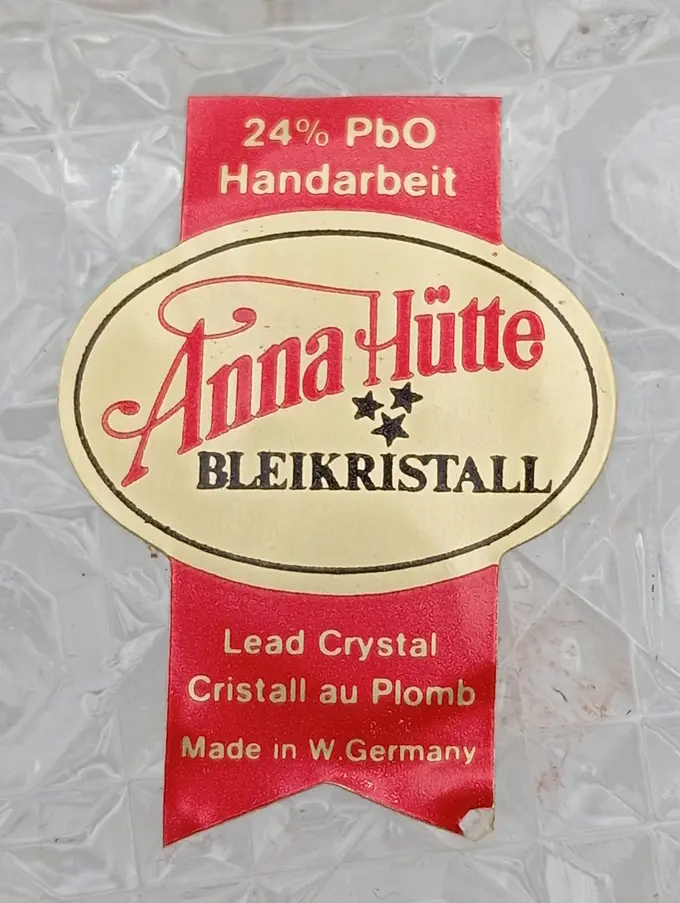 24% PbO
Handarbeit
Anna Hütte
BLEIKRISTALL
Lead Crystal
Cristall au Plomb
Made in W.Germany